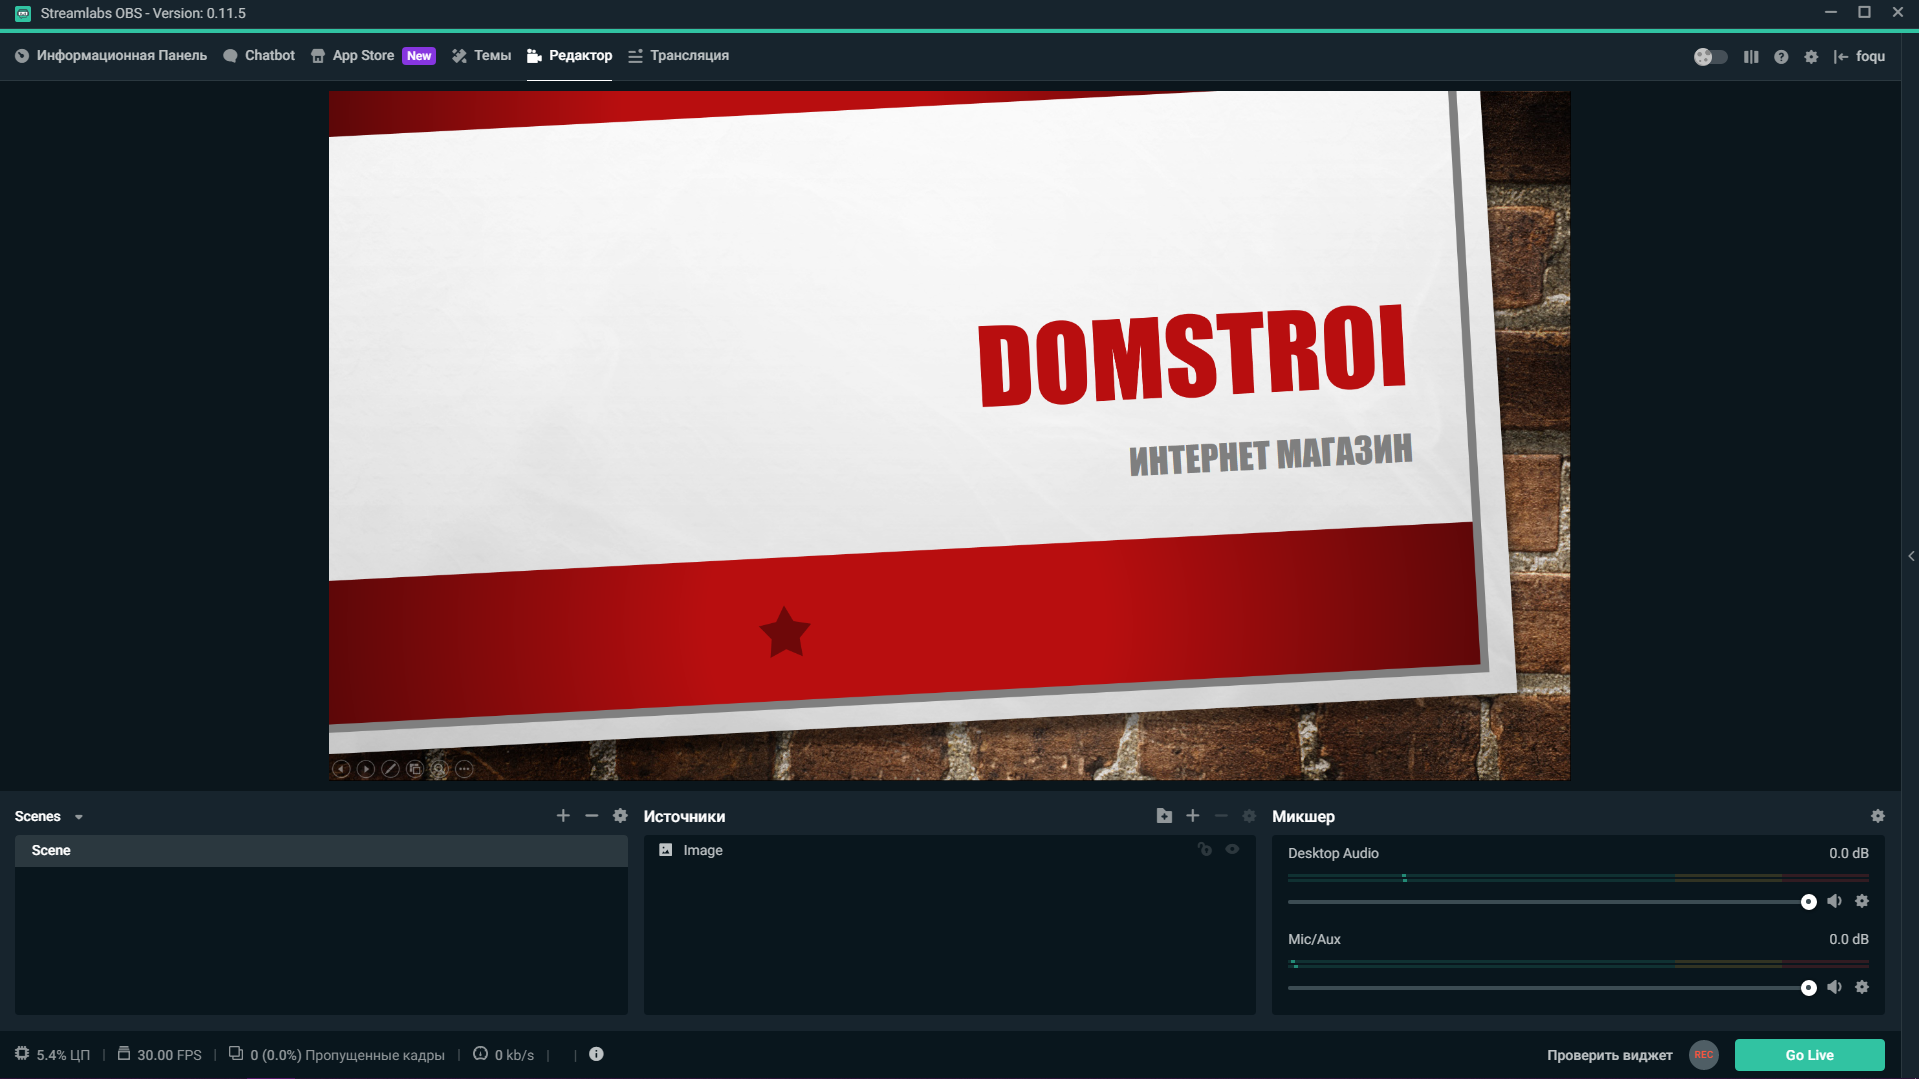 Streamlabs OBS - Version: 0.11.5
Информационная Панель Chatbot App Store New Темы Редактор Трансляция foqu
DOMSTROI
ИНТЕРНЕТ МАГАЗИН
Scenes
Scene
Источники
Image
Микшер
Desktop Audio 0.0 dB
Mic/Aux 0.0 dB
5.4% ЦП | 30.00 FPS | 0 (0.0%) Пропущенные кадры | 0 kb/s | |
Проверить виджет REC Go Live